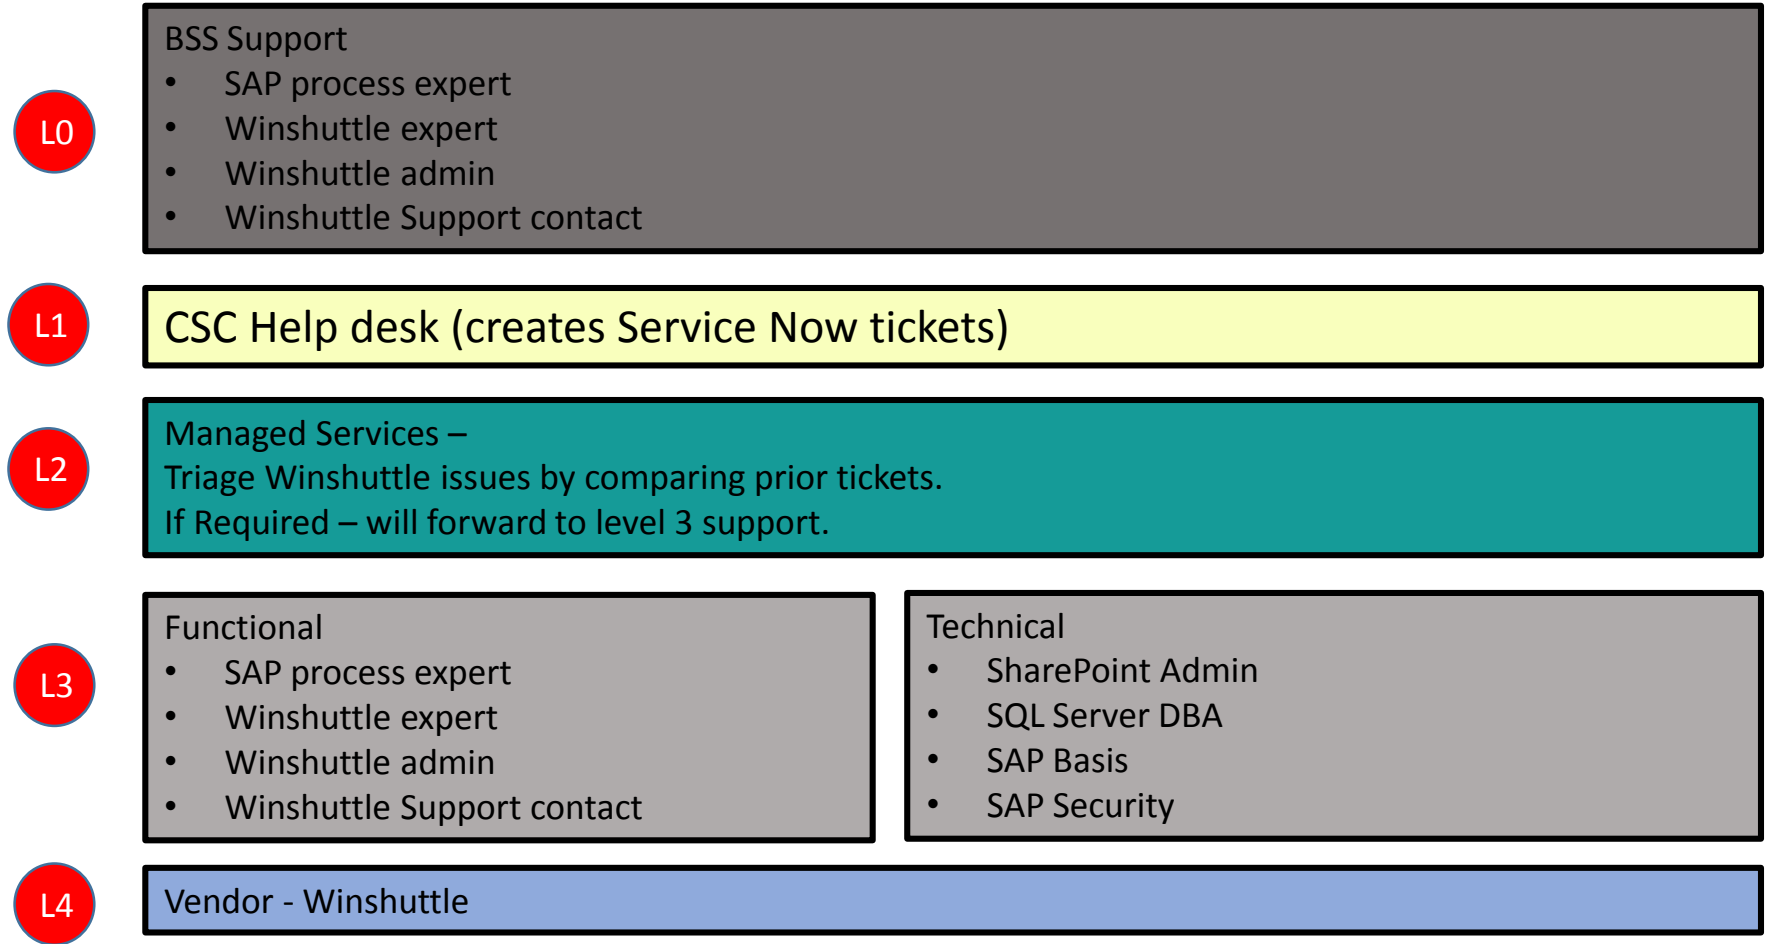 L0
BSS Support
• SAP process expert
• Winshuttle expert
• Winshuttle admin
• Winshuttle Support contact
L1
CSC Help desk (creates Service Now tickets)
L2
Managed Services –
Triage Winshuttle issues by comparing prior tickets.
If Required – will forward to level 3 support.
L3
Functional
• SAP process expert
• Winshuttle expert
• Winshuttle admin
• Winshuttle Support contact
Technical
• SharePoint Admin
• SQL Server DBA
• SAP Basis
• SAP Security
L4
Vendor - Winshuttle